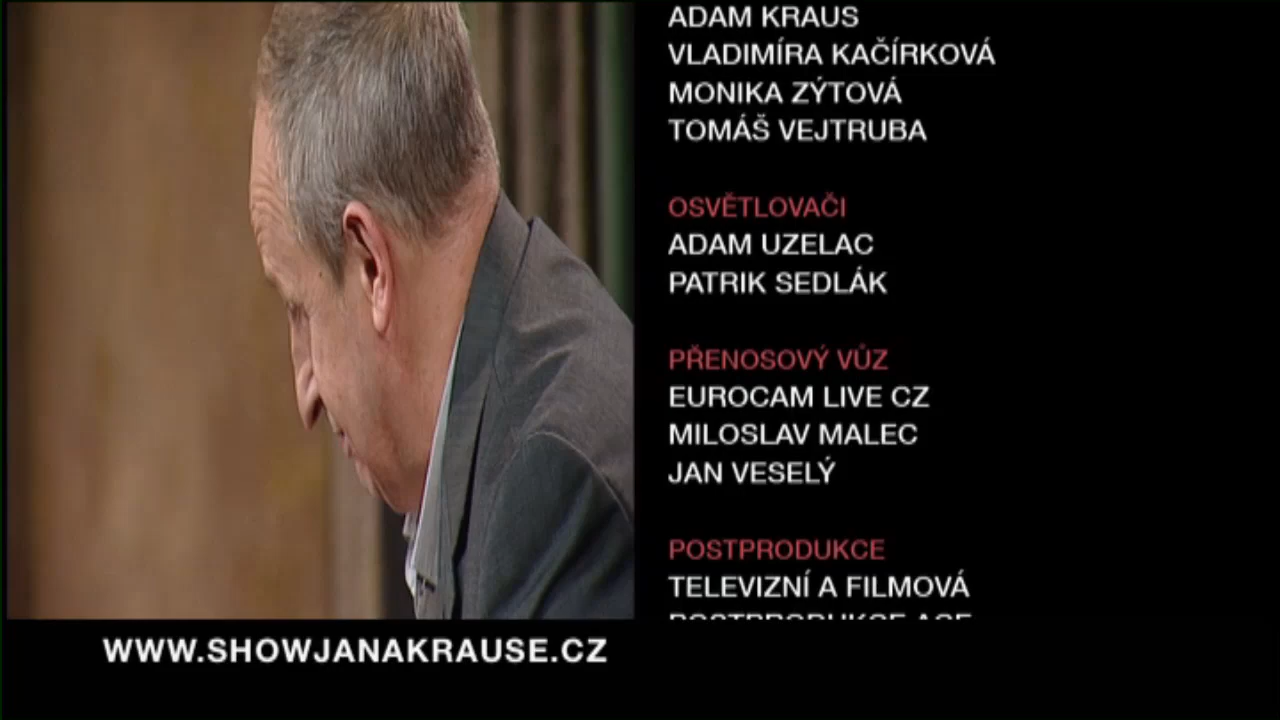 ADAM KRAUS
VLADIMÍRA KAČÍRKOVÁ
MONIKA ZÝTOVÁ
TOMÁŠ VEJTRUBA
OSVĚTLOVAČI
ADAM UZELAC
PATRIK SEDLÁK
PŘENOSOVÝ VŮZ
EUROCAM LIVE CZ
MILOSLAV MALEC
JAN VESELÝ
POSTPRODUKCE
TELEVIZNÍ A FILMOVÁ
POSTPRODUKCE
WWW.SHOWJANAKRAUSE.CZ